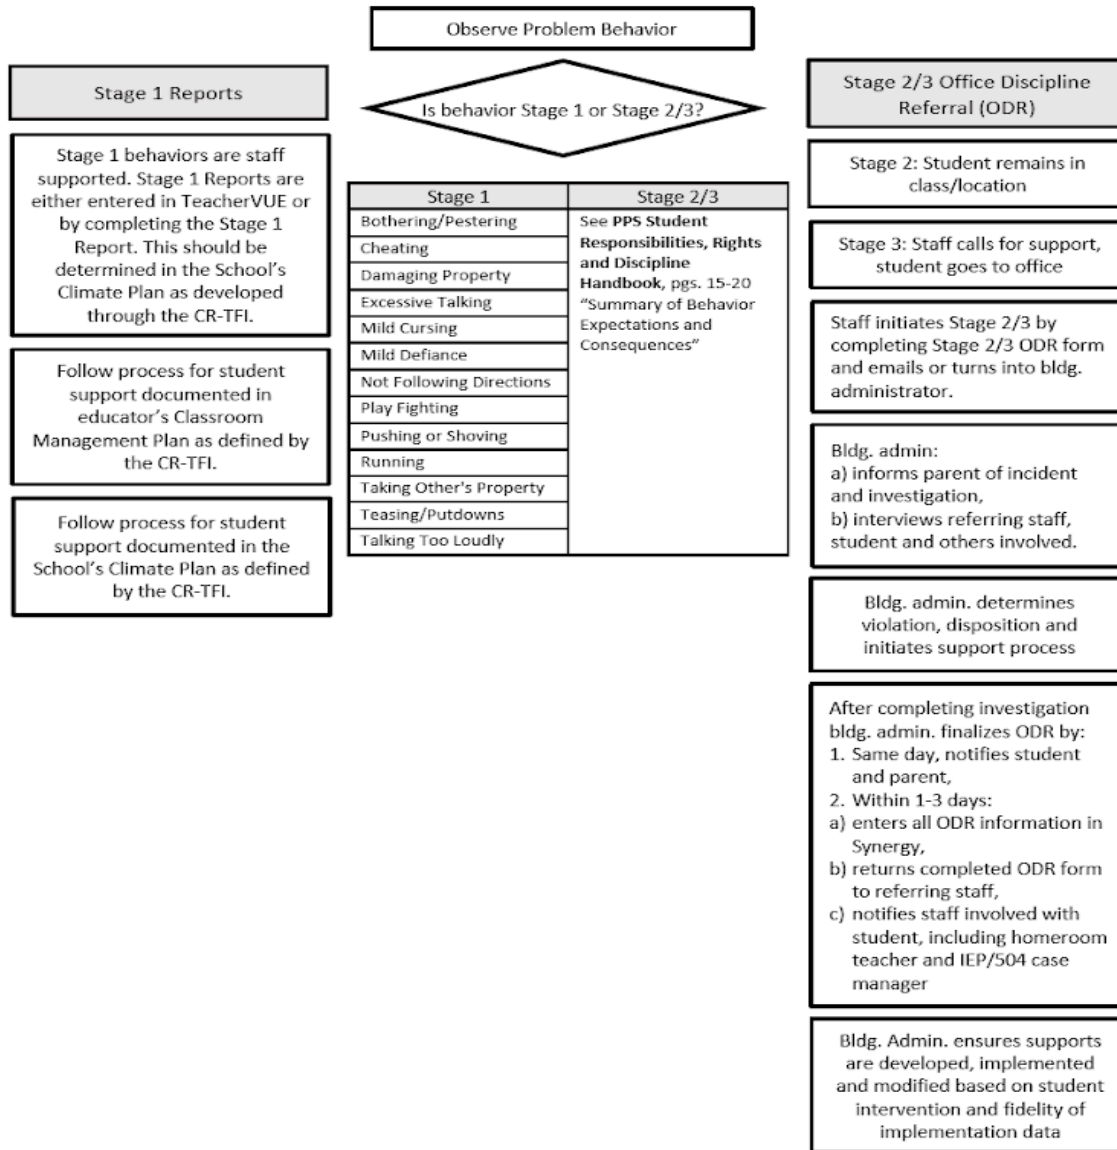 Observe Problem Behavior
Is behavior Stage 1 or Stage 2/3?
Stage 1 Reports
Stage 1 behaviors are staff
supported. Stage 1 Reports are
either entered in TeacherVUE or
by completing the Stage 1
Report. This should be
determined in the School's
Climate Plan as developed
through the CR-TFI.
Follow process for student
support documented in
educator's Classroom
Management Plan as defined by
the CR-TFI.
Follow process for student
support documented in the
School's Climate Plan as defined
by the CR-TFI.
Stage 1
Bothering/Pestering
Cheating
Damaging Property
Excessive Talking
Mild Cursing
Mild Defiance
Not Following Directions
Play Fighting
Pushing or Shoving
Running
Taking Other's Property
Teasing/Putdowns
Talking Too Loudly
Stage 2/3
See PPS Student
Responsibilities, Rights
and Discipline
Handbook, pgs. 15-20
"Summary of Behavior
Expectations and
Consequences"
Stage 2/3 Office Discipline
Referral (ODR)
Stage 2: Student remains in
class/location
Stage 3: Staff calls for support,
student goes to office
Staff initiates Stage 2/3 by
completing Stage 2/3 ODR form
and emails or turns into bldg.
administrator.
Bldg. admin:
a) informs parent of incident
and investigation,
b) interviews referring staff,
student and others involved.
Bldg. admin. determines
violation, disposition and
initiates support process
After completing investigation
bldg. admin. finalizes ODR by:
1. Same day, notifies student
and parent,
2. Within 1-3 days:
a) enters all ODR information in
Synergy,
b) returns completed ODR form
to referring staff,
c) notifies staff involved with
student, including homeroom
teacher and IEP/504 case
manager
Bldg. Admin. ensures supports
are developed, implemented
and modified based on student
intervention and fidelity of
implementation data